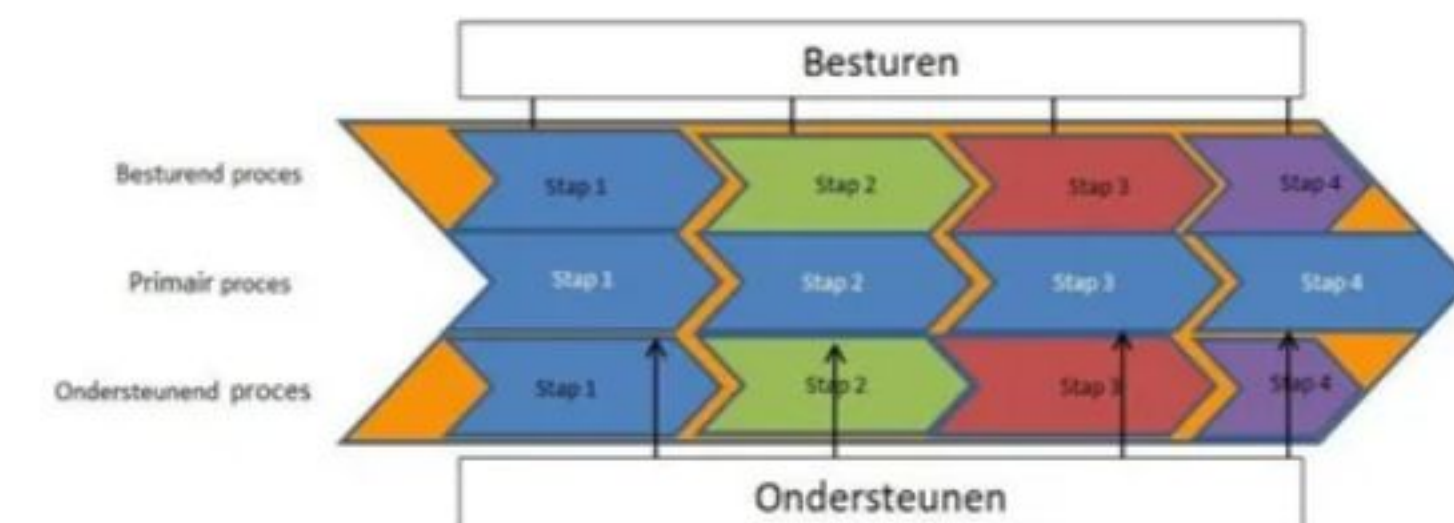 Besturen
Besturend proces
Stap 1
Stap 2
Stap 3
Stap 4
Primair proces
Stap 1
Stap 2
Stap 3
Stap 4
Ondersteunend proces
Stap 1
Stap 2
Stap 3
Stap 4
Ondersteunen